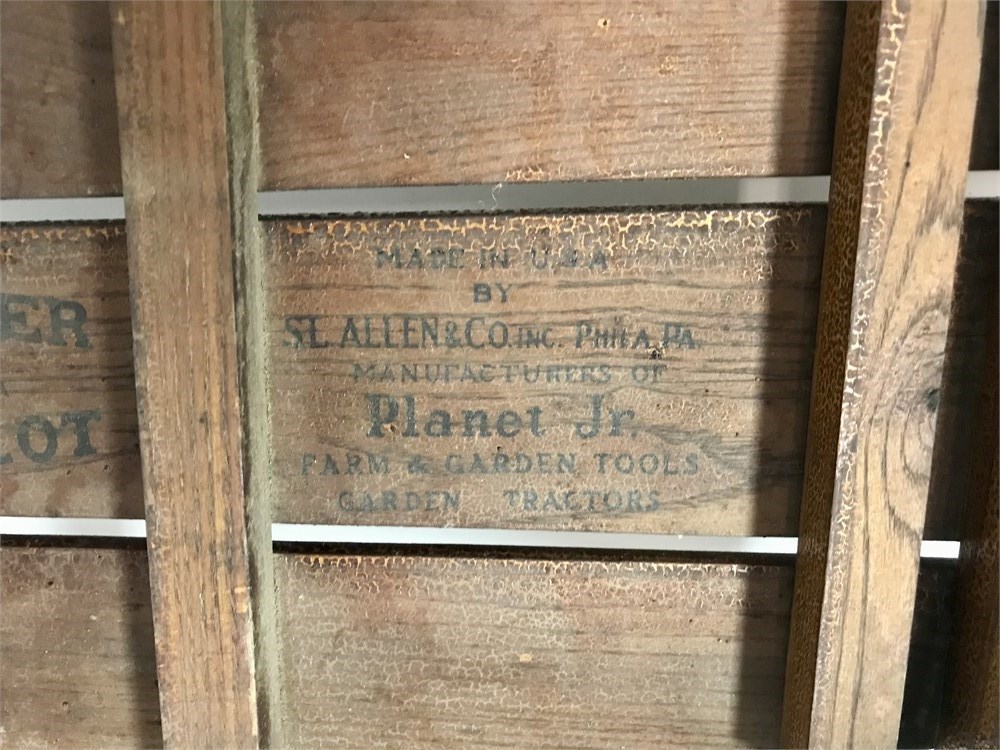 ER
LOT
MADE IN U.S.A
BY
S.L. ALLEN & CO. INC. PHILA. PA.
MANUFACTURERS OF
Planet Jr.
FARM & GARDEN TOOLS
GARDEN TRACTORS